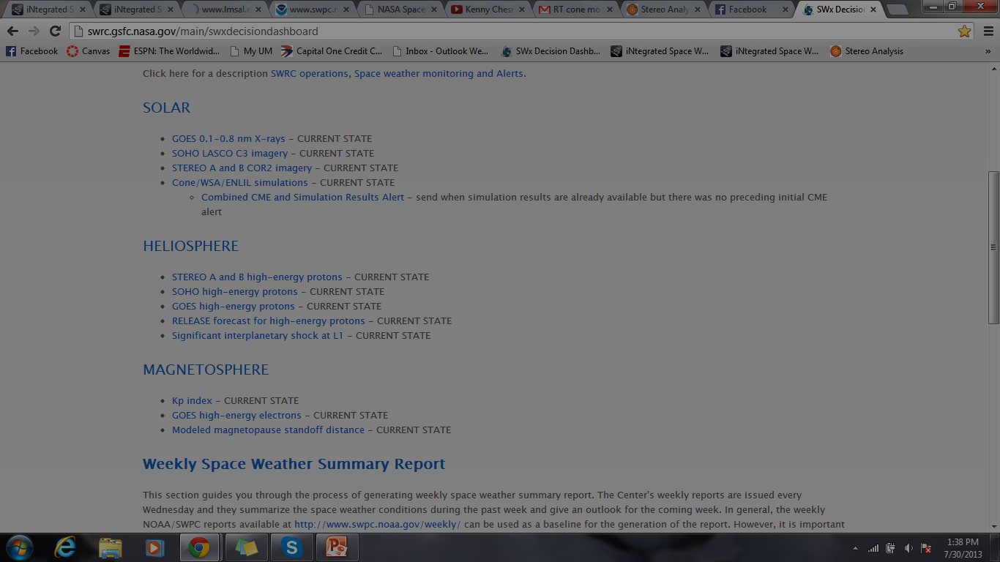 iNtegrated S
iNtegrated S
www.lmsal.c
www.swpc.n
NASA Space
Kenny Ches
RT cone mo
Stereo Analy
Facebook
SWx Decisio
swrc.gsfc.nasa.gov/main/swxdecisiondashboard
Facebook
Canvas
ESPN: The Worldwid...
My UM
Capital One Credit C...
Inbox - Outlook We...
SWx Decision Dashb...
iNtegrated Space W...
iNtegrated Space W...
Stereo Analysis
»
Click here for a description SWRC operations, Space weather monitoring and Alerts.
SOLAR
• GOES 0.1-0.8 nm X-rays - CURRENT STATE
• SOHO LASCO C3 imagery - CURRENT STATE
• STEREO A and B COR2 imagery - CURRENT STATE
• Cone/WSA/ENLIL simulations - CURRENT STATE
◦ Combined CME and Simulation Results Alert - send when simulation results are already available but there was no preceding initial CME
alert
HELIOSPHERE
• STEREO A and B high-energy protons - CURRENT STATE
• SOHO high-energy protons - CURRENT STATE
• GOES high-energy protons - CURRENT STATE
• RELEASE forecast for high-energy protons - CURRENT STATE
• Significant interplanetary shock at L1 - CURRENT STATE
MAGNETOSPHERE
• Kp index - CURRENT STATE
• GOES high-energy electrons - CURRENT STATE
• Modeled magnetopause standoff distance - CURRENT STATE
Weekly Space Weather Summary Report
This section guides you through the process of generating weekly space weather summary report. The Center's weekly reports are issued every
Wednesday and they summarize the space weather conditions during the past week and give an outlook for the coming week. In general, the weekly
NOAA/SWPC reports available at http://www.swpc.noaa.gov/weekly/ can be used as a baseline for the generation of the report. However, it is important
1:38 PM
7/30/2013